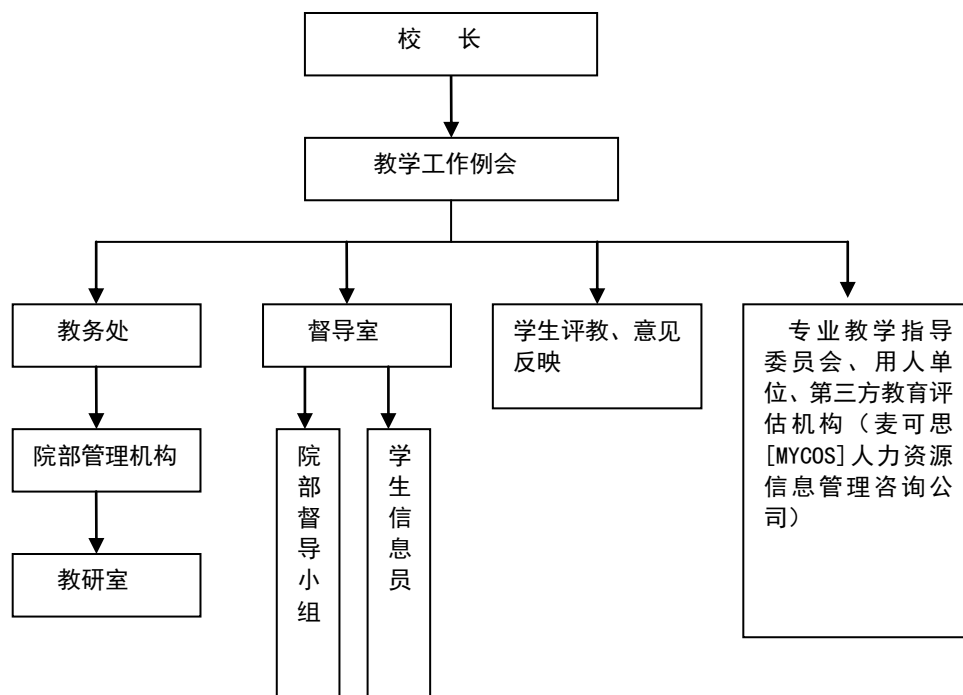 校 长
教学工作例会
教务处
督导室
学生评教、意见
反映
专业教学指导
委员会、用人单
位、第三方教育评
估机构（麦可思
[MYCOS]人力资源
信息管理咨询公
司）
院部管理机构
教研室
院
部
督
导
小
组
学
生
信
息
员